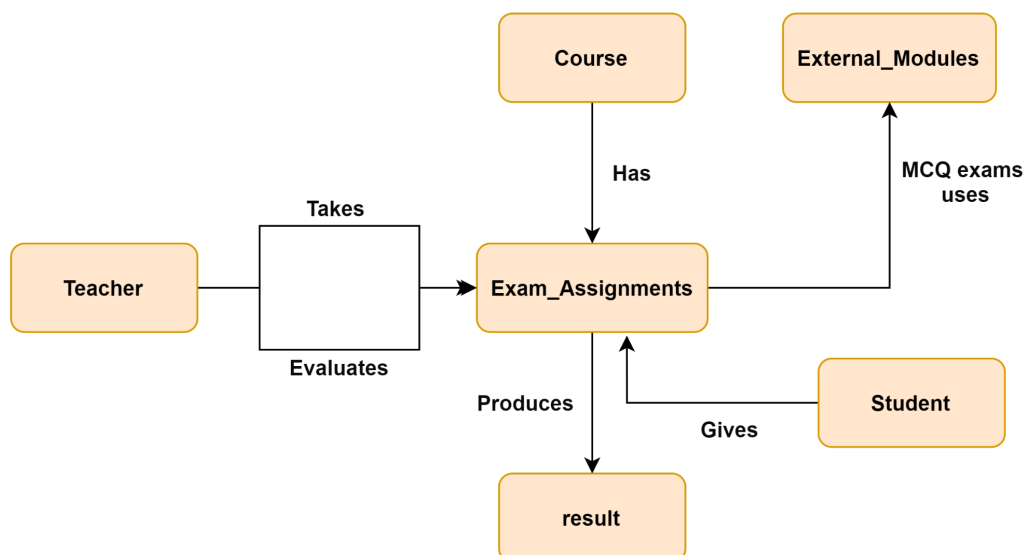 Course
External_Modules
Has
MCQ exams
uses
Takes
Teacher
Exam_Assignments
Evaluates
Produces
Student
Gives
result